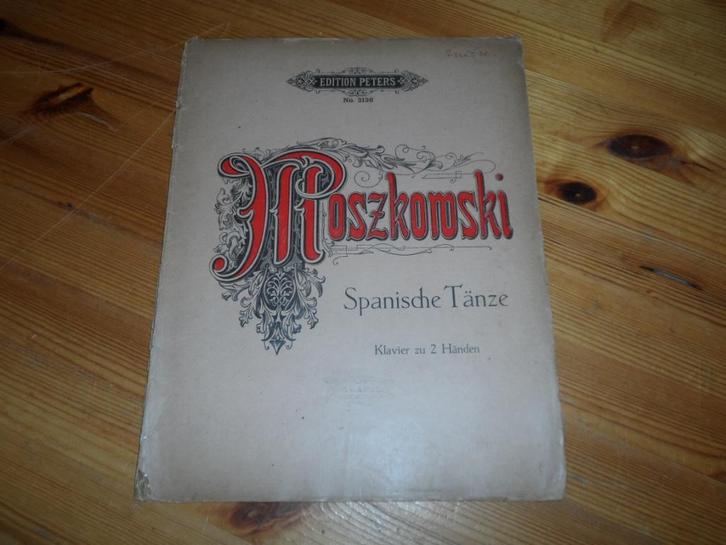 EDITION PETERS
No. 2130
Moszkowski
Spanische Tänze
Klavier zu 2 Händen